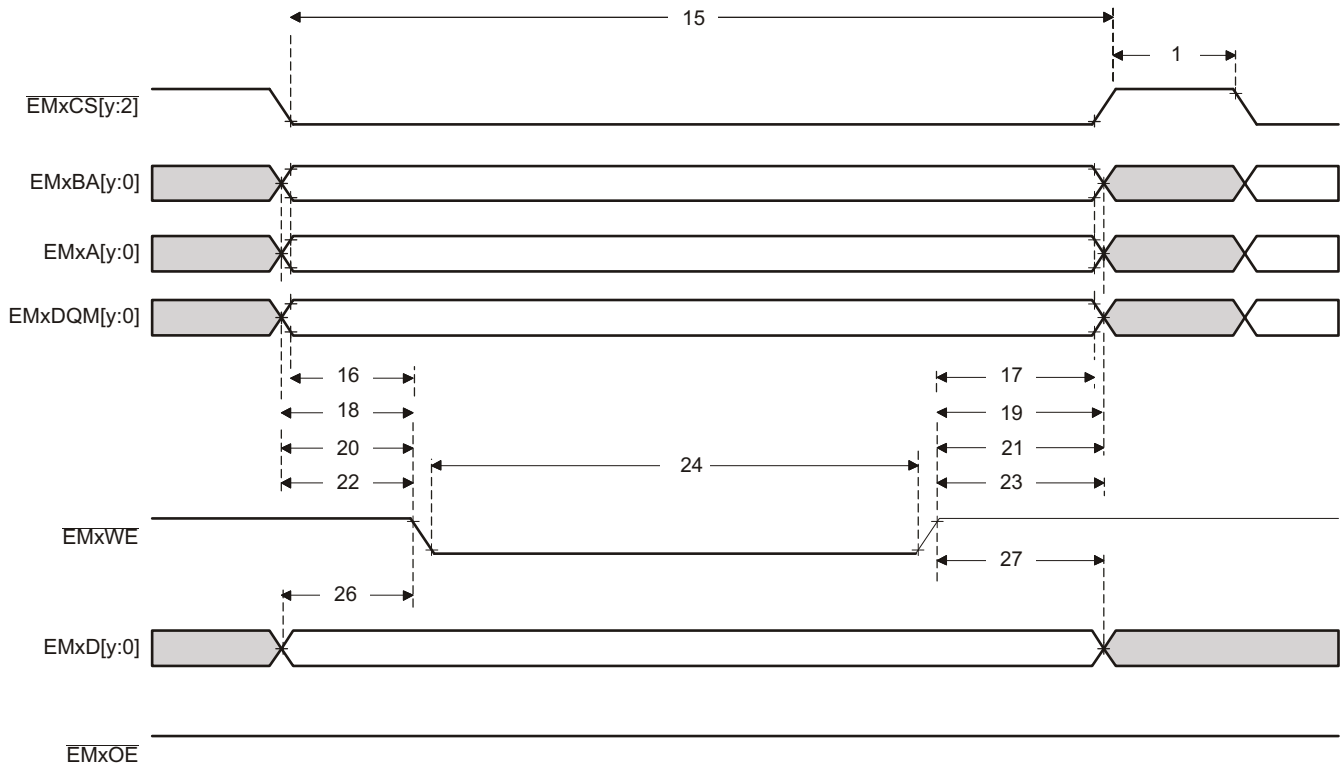 15
1
EMxCS[y:2]
EMxBA[y:0]
EMxA[y:0]
EMxDQM[y:0]
16 17
18 19
20 21
24
22 23
EMxWE
27
26
EMxD[y:0]
EMxOE